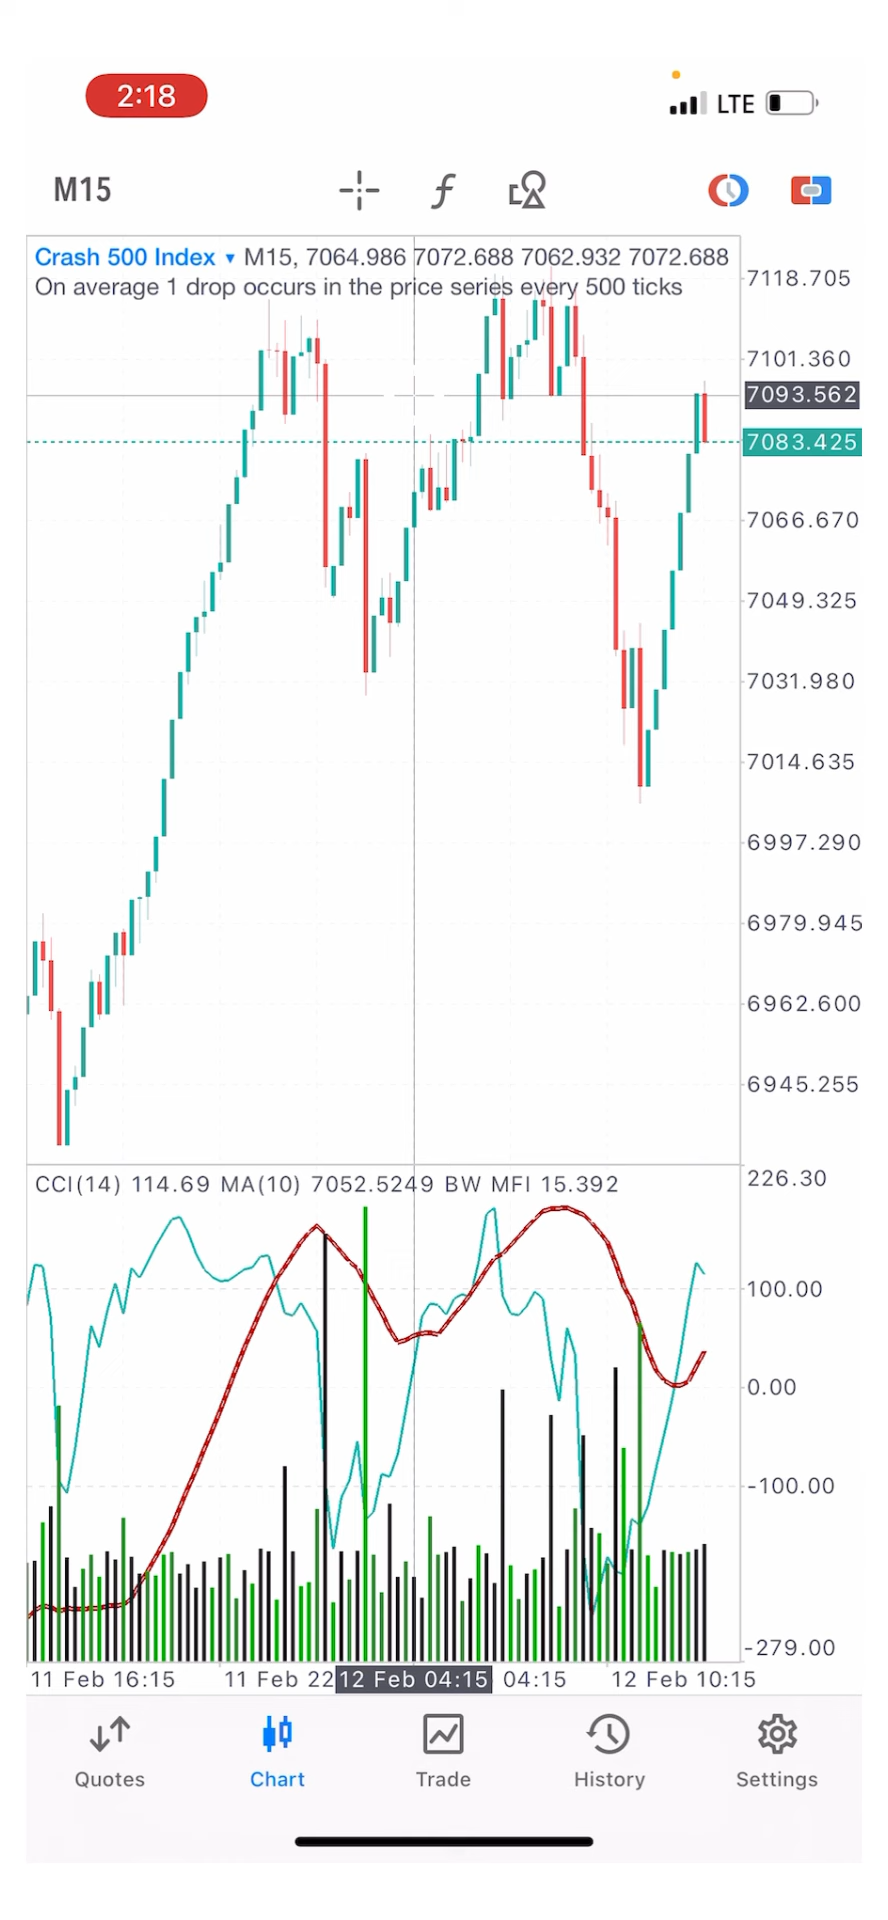 2:18
LTE
M15
f
Crash 500 Index ▾ M15, 7064.986 7072.688 7062.932 7072.688
On average 1 drop occurs in the price series every 500 ticks
7118.705
7101.360
7093.562
7083.425
7066.670
7049.325
7031.980
7014.635
6997.290
6979.945
6962.600
6945.255
CCI(14) 114.69 MA(10) 7052.5249 BW MFI 15.392
226.30
100.00
0.00
-100.00
-279.00
11 Feb 16:15 11 Feb 22 12 Feb 04:15 04:15 12 Feb 10:15
Quotes Chart Trade History Settings